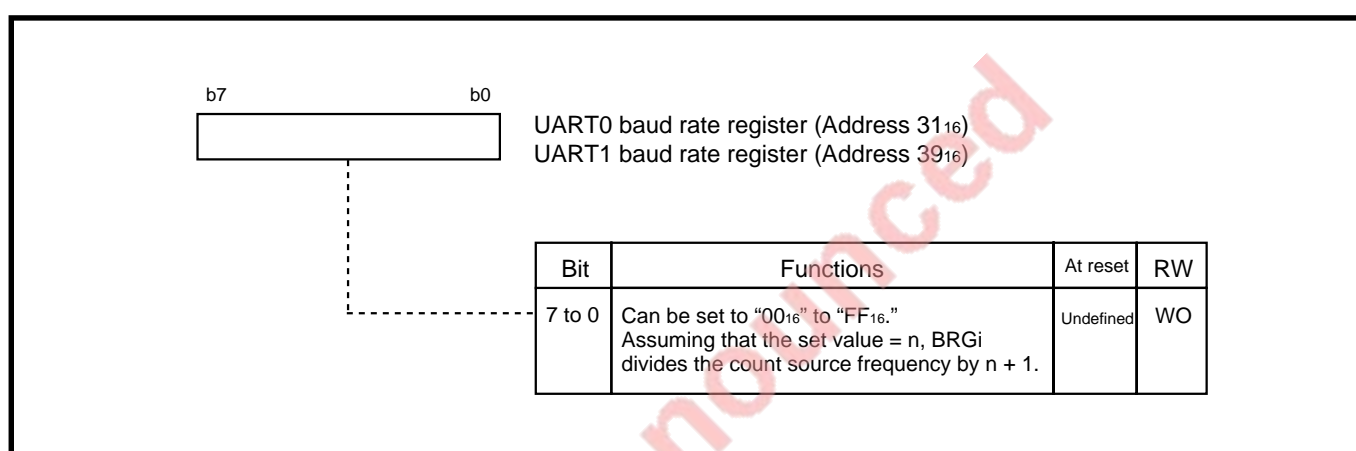 b7 b0
UART0 baud rate register (Address 31₁₆)
UART1 baud rate register (Address 39₁₆)
Bit Functions At reset RW
7 to 0 Can be set to “00₁₆” to “FF₁₆.” Undefined WO
Assuming that the set value = n, BRGi
divides the count source frequency by n + 1.
nounced